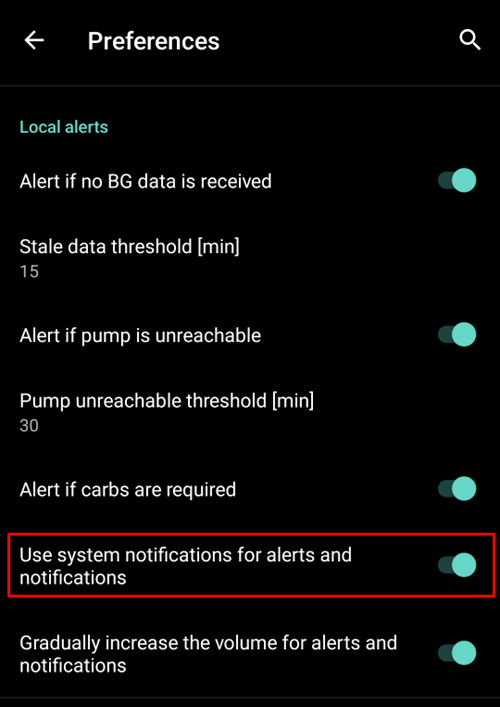 Preferences
Local alerts
Alert if no BG data is received
Stale data threshold [min]
15
Alert if pump is unreachable
Pump unreachable threshold [min]
30
Alert if carbs are required
Use system notifications for alerts and
notifications
Gradually increase the volume for alerts and
notifications